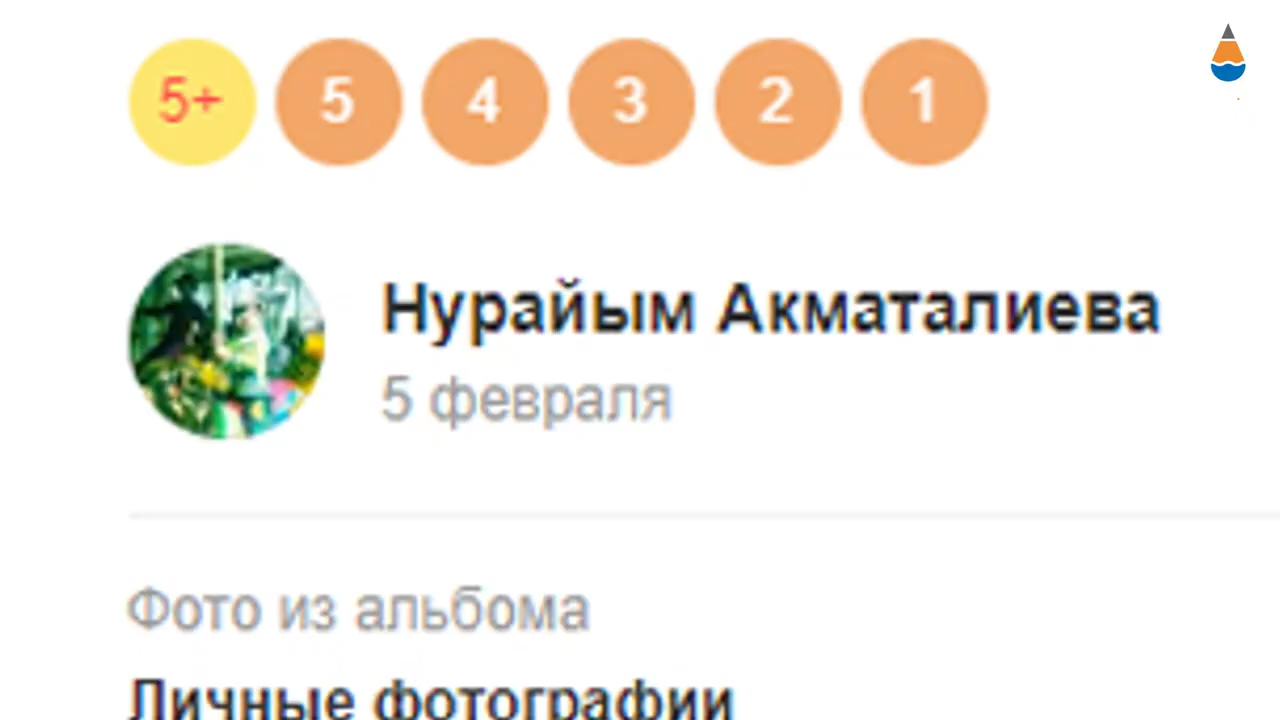 5+ 5 4 3 2 1
Нурайым Акматалиева
5 февраля
Фото из альбома
Личные фотографии